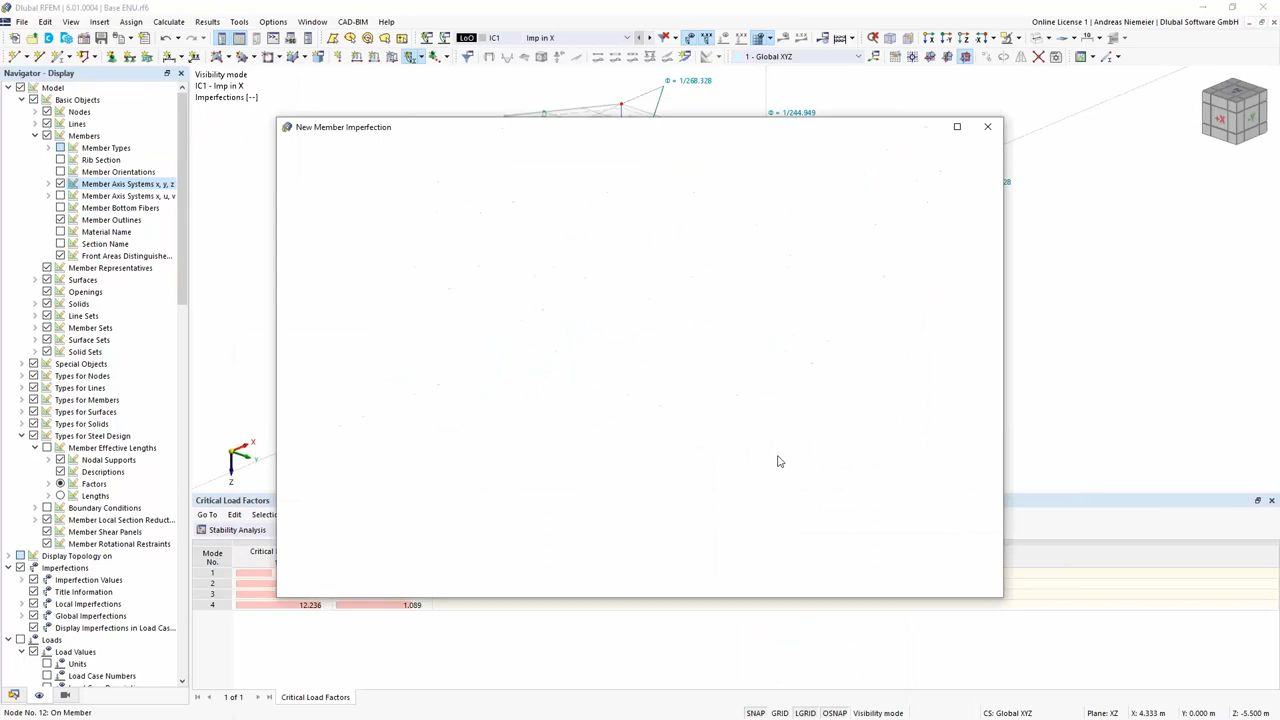 Dlubal RFEM | 6.01.0004 | Base ENU.rf6
File Edit View Insert Assign Calculate Results Tools Options Window CAD-BIM Help
Online License 1 | Andreas Niemeier | Dlubal Software GmbH
LoO IC1 Imp in X
1 - Global XYZ
Navigator - Display
Model
Basic Objects
Nodes
Lines
Members
Member Types
Rib Section
Member Orientations
Member Axis Systems x, y, z
Member Axis Systems x, u, v
Member Bottom Fibers
Member Outlines
Material Name
Section Name
Front Areas Distinguishe...
Member Representatives
Surfaces
Openings
Solids
Line Sets
Member Sets
Surface Sets
Solid Sets
Special Objects
Types for Nodes
Types for Lines
Types for Members
Types for Surfaces
Types for Solids
Types for Steel Design
Member Effective Lengths
Nodal Supports
Descriptions
Factors
Lengths
Boundary Conditions
Member Local Section Reduct...
Member Shear Panels
Member Rotational Restraints
Display Topology on
Imperfections
Imperfection Values
Title Information
Local Imperfections
Global Imperfections
Display Imperfections in Load Cas...
Loads
Load Values
Units
Load Case Numbers
Visibility mode
IC1 - Imp in X
Imperfections [--]
Φ = 1/268.328
Φ = 1/244.949
New Member Imperfection
X
Y
Z
+X
-Y
Critical Load Factors
Go To Edit
Stability Analysis
Mode
No.
1
2
3
4 12.236 1.089
1 of 1
Critical Load Factors
Node No. 12: On Member
SNAP GRID LGRID OSNAP Visibility mode
CS: Global XYZ Plane: XZ X: 4.333 m Y: 0.000 m Z: -5.500 m